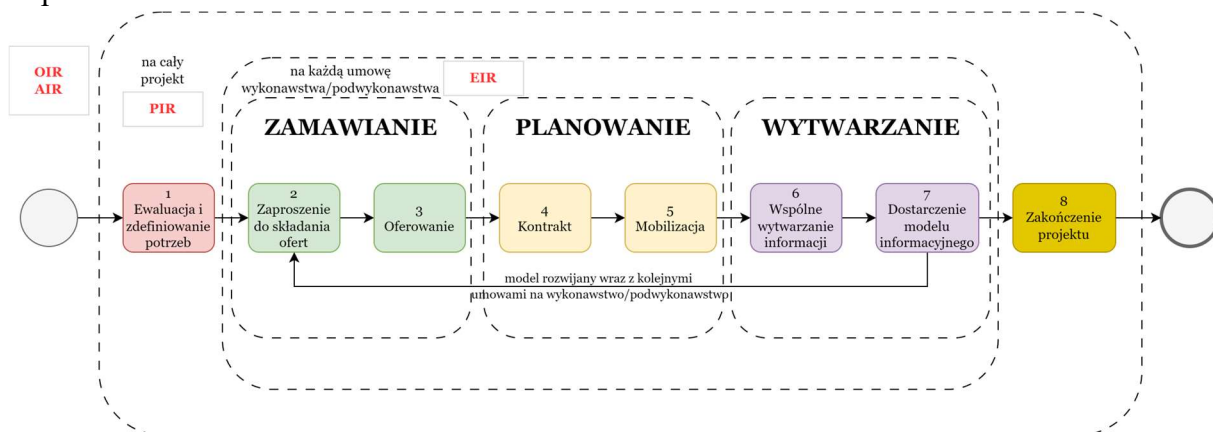 OIR
AIR
na cały
projekt
PIR
na każdą umowę
wykonawstwa/podwykonawstwa
EIR
ZAMAWIANIE
PLANOWANIE
WYTWARZANIE
1
Ewaluacja i
zdefiniowanie
potrzeb
2
Zaproszenie
do składania
ofert
3
Oferowanie
4
Kontrakt
5
Mobilizacja
6
Wspólne
wytwarzanie
informacji
7
Dostarczenie
modelu
informacyjnego
8
Zakończenie
projektu
model rozwijany wraz z kolejnymi
umowami na wykonawstwo/podwykonawstwo